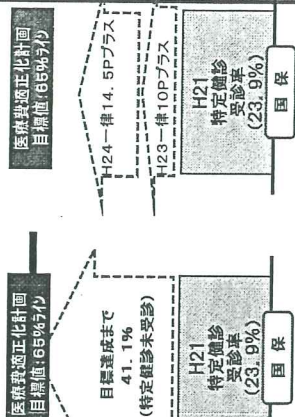 医療費適正化計画
目標値:65%ライン
目標達成まで
41.1%
(特定健診未受診)
H21
特定健診
受診率
(23.9%)
国保
医療費適正化計画
目標値:65%ライン
H24一律14.5Pプラス
H23一律10Pプラス
H21
特定健診
受診率
(23.9%)
国保